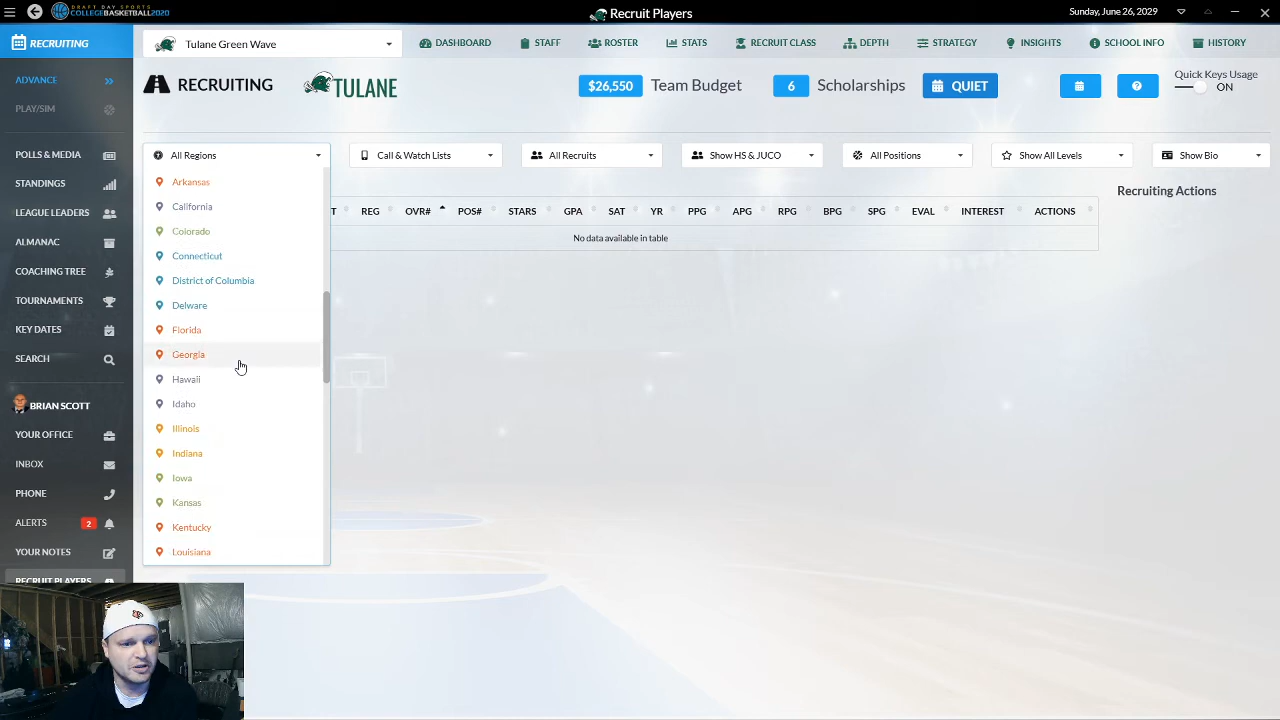 DRAFT DAY SPORTS
COLLEGEBASKETBALL2020
Recruit Players
Sunday, June 26, 2029
RECRUITING
Tulane Green Wave
DASHBOARD
STAFF
ROSTER
STATS
RECRUIT CLASS
DEPTH
STRATEGY
INSIGHTS
SCHOOL INFO
HISTORY
ADVANCE
PLAY/SIM
RECRUITING
TULANE
$26,550 Team Budget
6 Scholarships
QUIET
Quick Keys Usage
ON
POLLS & MEDIA
STANDINGS
LEAGUE LEADERS
ALMANAC
COACHING TREE
TOURNAMENTS
KEY DATES
SEARCH
BRIAN SCOTT
YOUR OFFICE
INBOX
PHONE
ALERTS 2
YOUR NOTES
RECRUIT PLAYERS
All Regions
Call & Watch Lists
All Recruits
Show HS & JUCO
All Positions
Show All Levels
Show Bio
Arkansas
California
Colorado
Connecticut
District of Columbia
Delware
Florida
Georgia
Hawaii
Idaho
Illinois
Indiana
Iowa
Kansas
Kentucky
Louisiana
T REG OVR# POS# STARS GPA SAT YR PPG APG RPG BPG SPG EVAL INTEREST ACTIONS
No data available in table
Recruiting Actions